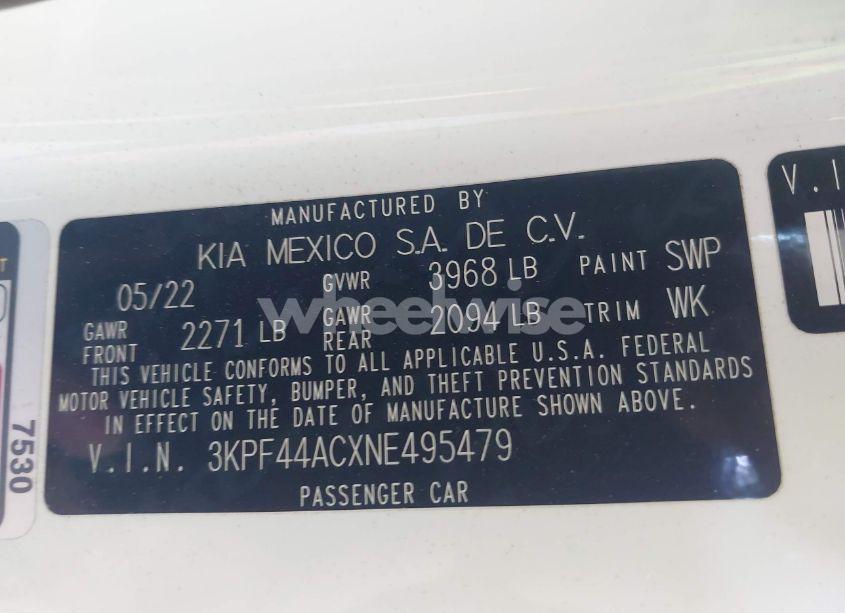 MANUFACTURED BY
KIA MEXICO S.A. DE C.V.
05/22 GVWR 3968 LB PAINT SWP
GAWR FRONT 2271 LB GAWR REAR 2094 LB TRIM WK
THIS VEHICLE CONFORMS TO ALL APPLICABLE U.S.A. FEDERAL
MOTOR VEHICLE SAFETY, BUMPER, AND THEFT PREVENTION STANDARDS
IN EFFECT ON THE DATE OF MANUFACTURE SHOWN ABOVE.
V.I.N. 3KPF44ACXNE495479
PASSENGER CAR
wheelwise
7530
V.I